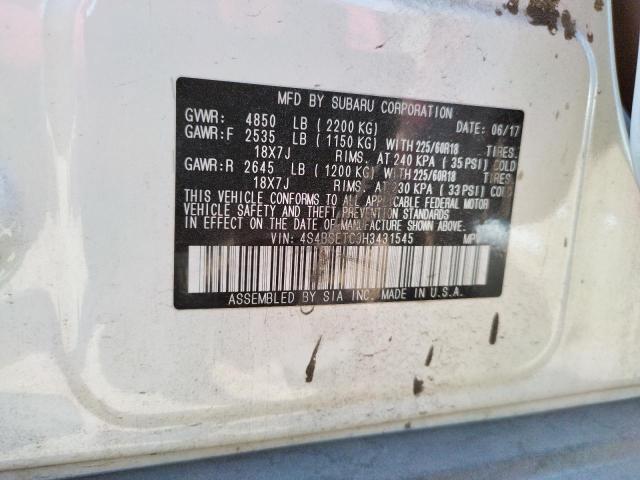 MFD BY SUBARU CORPORATION
GVWR: 4850 LB ( 2200 KG) DATE: 06/17
GAWR:F 2535 LB ( 1150 KG) WITH 225/60R18 TIRES.
18X7J RIMS. AT 240 KPA ( 35 PSI) COLD
GAWR:R 2645 LB ( 1200 KG) WITH 225/60R18 TIRES.
18X7J RIMS. AT 230 KPA ( 33 PSI) COLD
THIS VEHICLE CONFORMS TO ALL APPLICABLE FEDERAL MOTOR
VEHICLE SAFETY AND THEFT PREVENTION STANDARDS
IN EFFECT ON THE DATE OF MANUFACTURE SHOWN ABOVE.
VIN: MPV
ASSEMBLED BY SIA INC. MADE IN U.S.A.